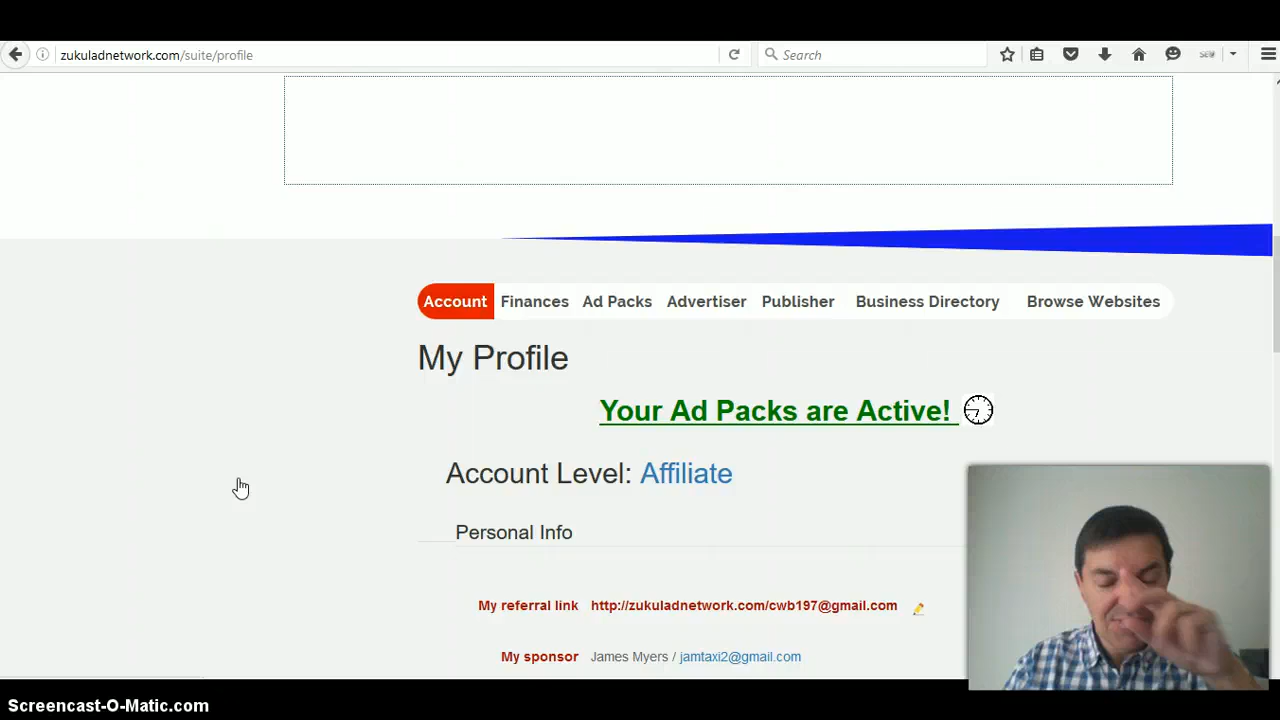 zukuladnetwork.com/suite/profile
Search
Account Finances Ad Packs Advertiser Publisher Business Directory Browse Websites
My Profile
Your Ad Packs are Active!
Account Level: Affiliate
Personal Info
My referral link http://zukuladnetwork.com/cwb197@gmail.com
My sponsor James Myers / jamtaxi2@gmail.com
Screencast-O-Matic.com